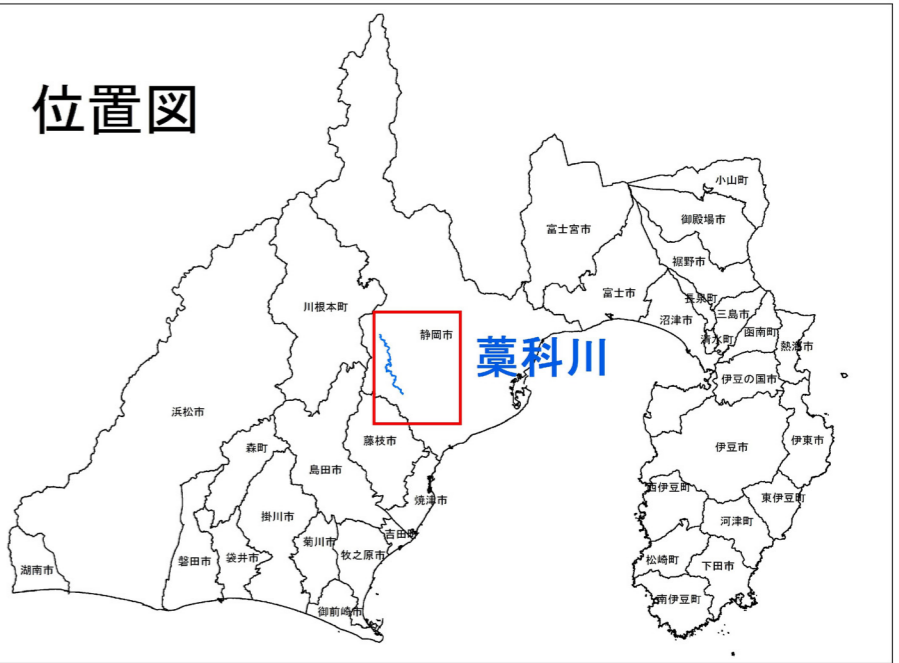 位置図
小山町
御殿場市
富士宮市
裾野市
富士市
長泉町
川根本町
沼津市
三島市
静岡市
清水町
函南町
熱海市
藁科川
伊豆の国市
浜松市
藤枝市
伊豆市
伊東市
森町
島田市
西伊豆町
東伊豆町
焼津市
掛川市
河津町
吉田町
菊川市
牧之原市
磐田市
袋井市
松崎町
下田市
湖南市
南伊豆町
御前崎市